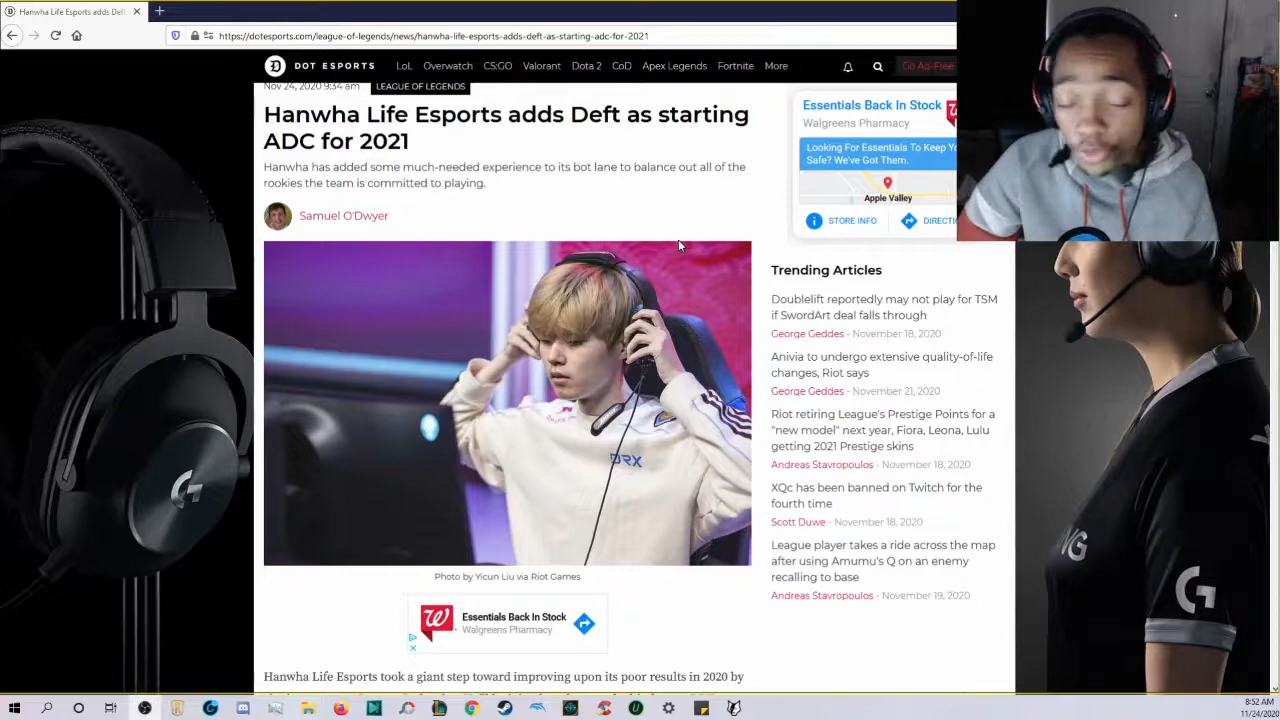 Hanwha Life Esports adds Deft
https://dotesports.com/league-of-legends/news/hanwha-life-esports-adds-deft-as-starting-adc-for-2021
DOT ESPORTS
LoL Overwatch CS:GO Valorant Dota 2 CoD Apex Legends Fortnite More
Go Ad-Free
Nov 24, 2020 9:34 am
LEAGUE OF LEGENDS
Hanwha Life Esports adds Deft as starting
ADC for 2021
Hanwha has added some much-needed experience to its bot lane to balance out all of the
rookies the team is committed to playing.
Samuel O'Dwyer
DRX
Photo by Yicun Liu via Riot Games
Essentials Back In Stock
Walgreens Pharmacy
Hanwha Life Esports took a giant step toward improving upon its poor results in 2020 by
Essentials Back In Stock
Walgreens Pharmacy
Looking For Essentials To Keep Yo
Safe? We've Got Them.
Apple Valley
STORE INFO
DIRECTI
Trending Articles
Doublelift reportedly may not play for TSM
if SwordArt deal falls through
George Geddes - November 18, 2020
Anivia to undergo extensive quality-of-life
changes, Riot says
George Geddes - November 21, 2020
Riot retiring League's Prestige Points for a
"new model" next year, Fiora, Leona, Lulu
getting 2021 Prestige skins
Andreas Stavropoulos - November 18, 2020
XQc has been banned on Twitch for the
fourth time
Scott Duwe - November 18, 2020
League player takes a ride across the map
after using Amumu's Q on an enemy
recalling to base
Andreas Stavropoulos - November 19, 2020
NG
G
8:52 AM
11/24/2020